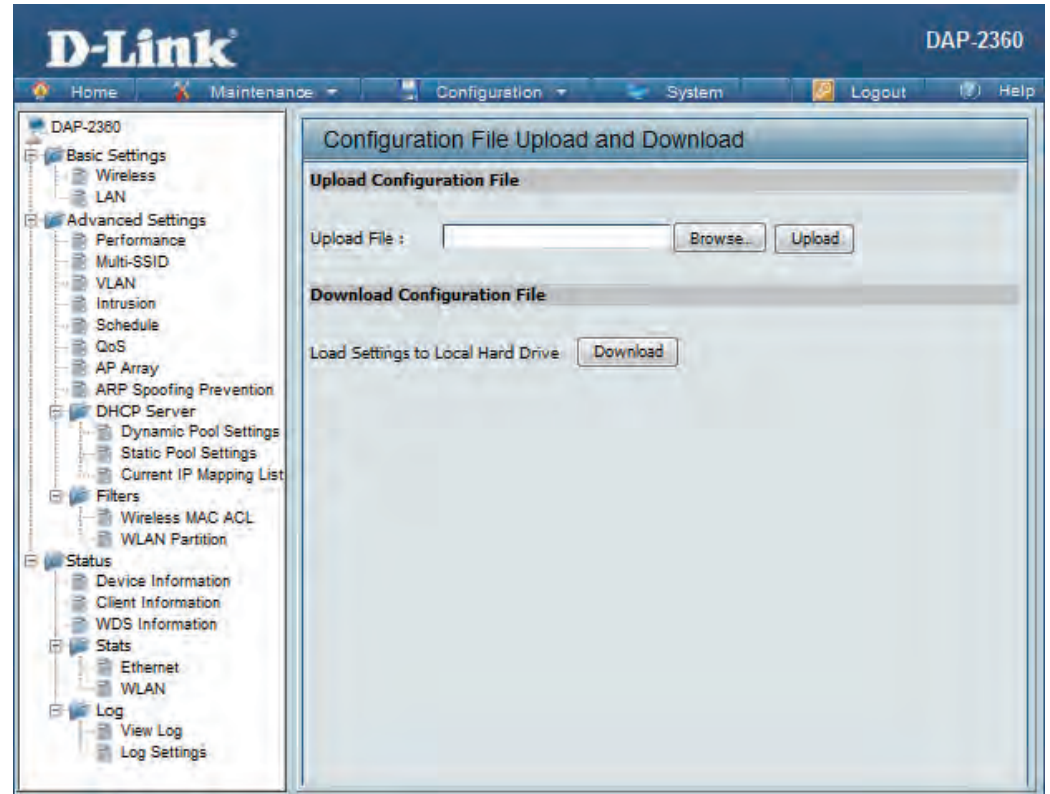 D-Link
DAP-2360
Home
Maintenance
Configuration
System
Logout
Help
DAP-2360
Basic Settings
Wireless
LAN
Advanced Settings
Performance
Multi-SSID
VLAN
Intrusion
Schedule
QoS
AP Array
ARP Spoofing Prevention
DHCP Server
Dynamic Pool Settings
Static Pool Settings
Current IP Mapping List
Filters
Wireless MAC ACL
WLAN Partition
Status
Device Information
Client Information
WDS Information
Stats
Ethernet
WLAN
Log
View Log
Log Settings
Configuration File Upload and Download
Upload Configuration File
Upload File : Browse... Upload
Download Configuration File
Load Settings to Local Hard Drive Download